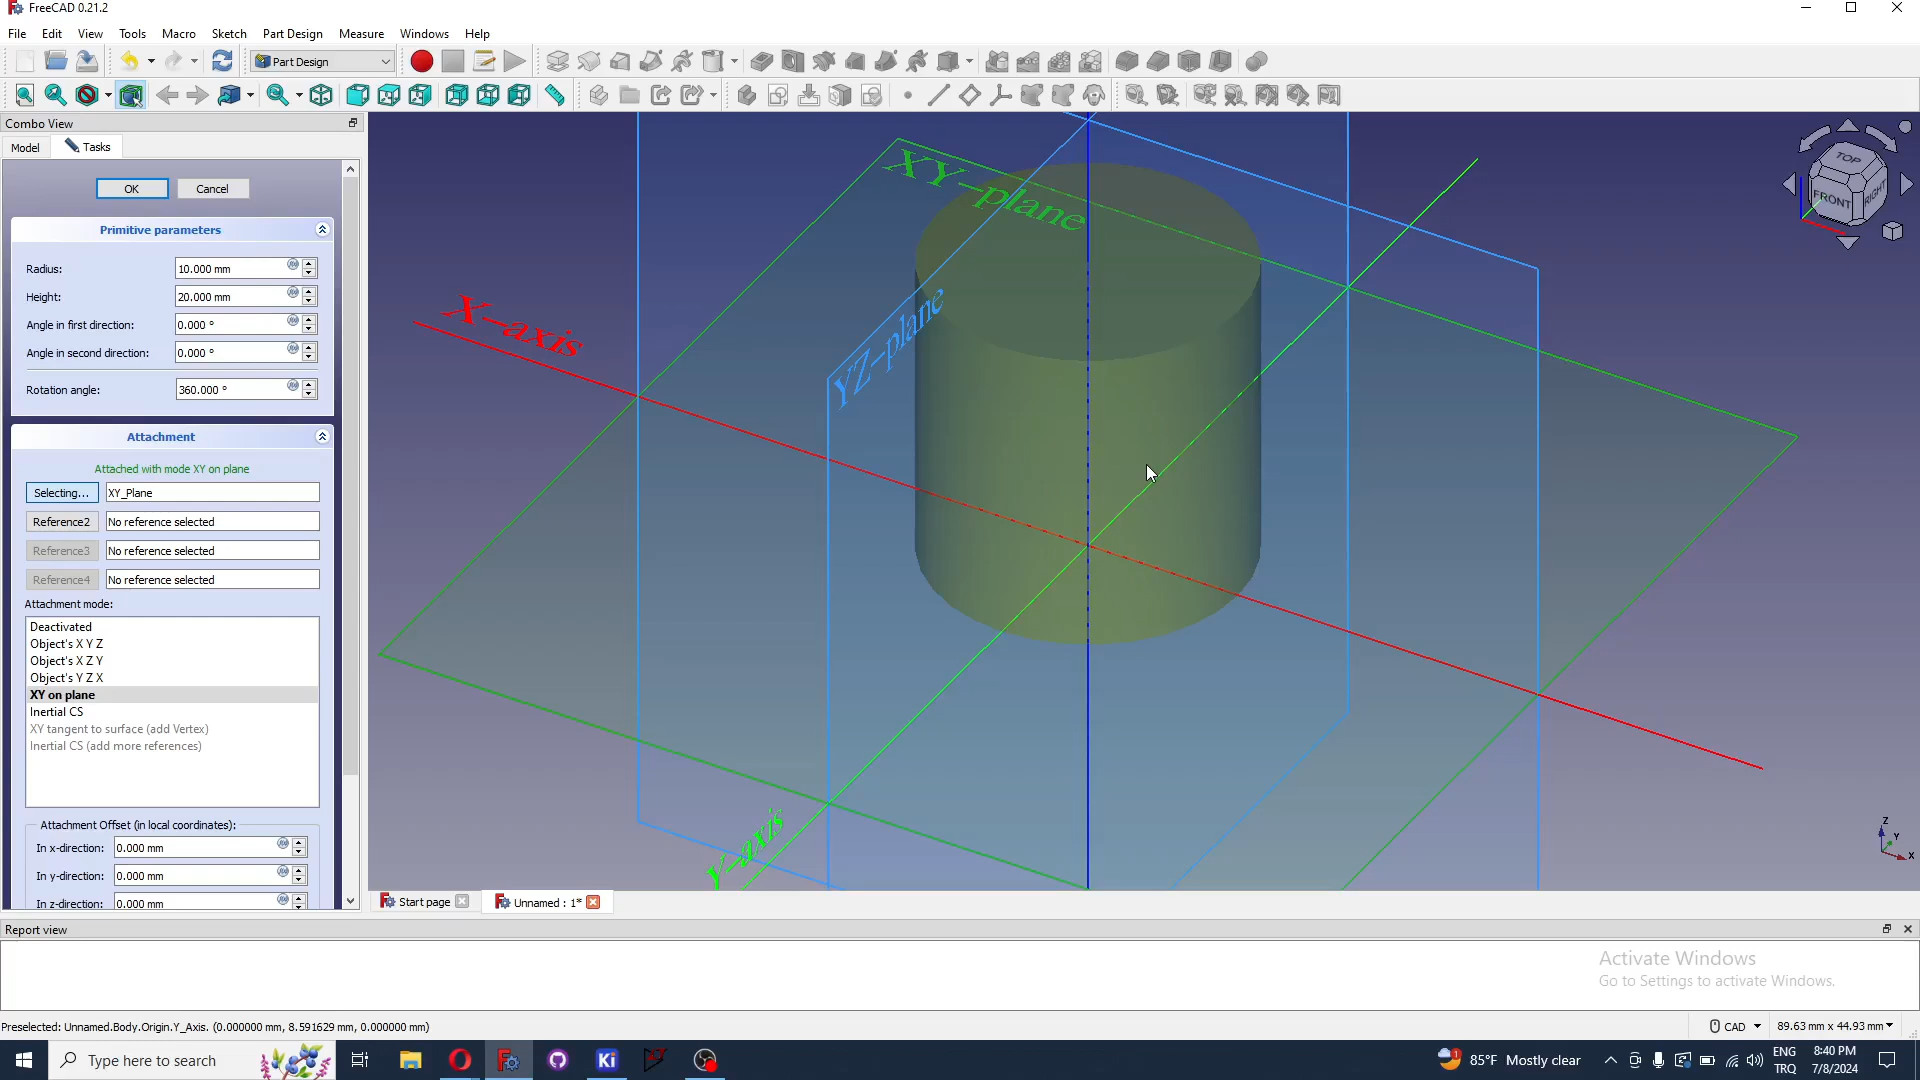 FreeCAD 0.21.2
File Edit View Tools Macro Sketch Part Design Measure Windows Help
Part Design
Combo View
Model Tasks
OK Cancel
Primitive parameters
Radius: 10.000 mm
Height: 20.000 mm
Angle in first direction: 0.000 °
Angle in second direction: 0.000 °
Rotation angle: 360.000 °
Attachment
Attached with mode XY on plane
Selecting... XY_Plane
Reference2 No reference selected
Reference3 No reference selected
Reference4 No reference selected
Attachment mode:
Deactivated
Object's X Y Z
Object's X Z Y
Object's Y Z X
XY on plane
Inertial CS
XY tangent to surface (add Vertex)
Inertial CS (add more references)
Attachment Offset (in local coordinates):
In x-direction: 0.000 mm
In y-direction: 0.000 mm
In z-direction: 0.000 mm
XY-plane
X-axis
YZ-plane
Y-axis
TOP
FRONT
RIGHT
Z
Y
X
Start page
Unnamed : 1*
Report view
Activate Windows
Go to Settings to activate Windows.
Preselected: Unnamed.Body.Origin.Y_Axis. (0.000000 mm, 8.591629 mm, 0.000000 mm)
CAD
89.63 mm x 44.93 mm
Type here to search
Ki
1
85°F Mostly clear
ENG
TRQ
8:40 PM
7/8/2024